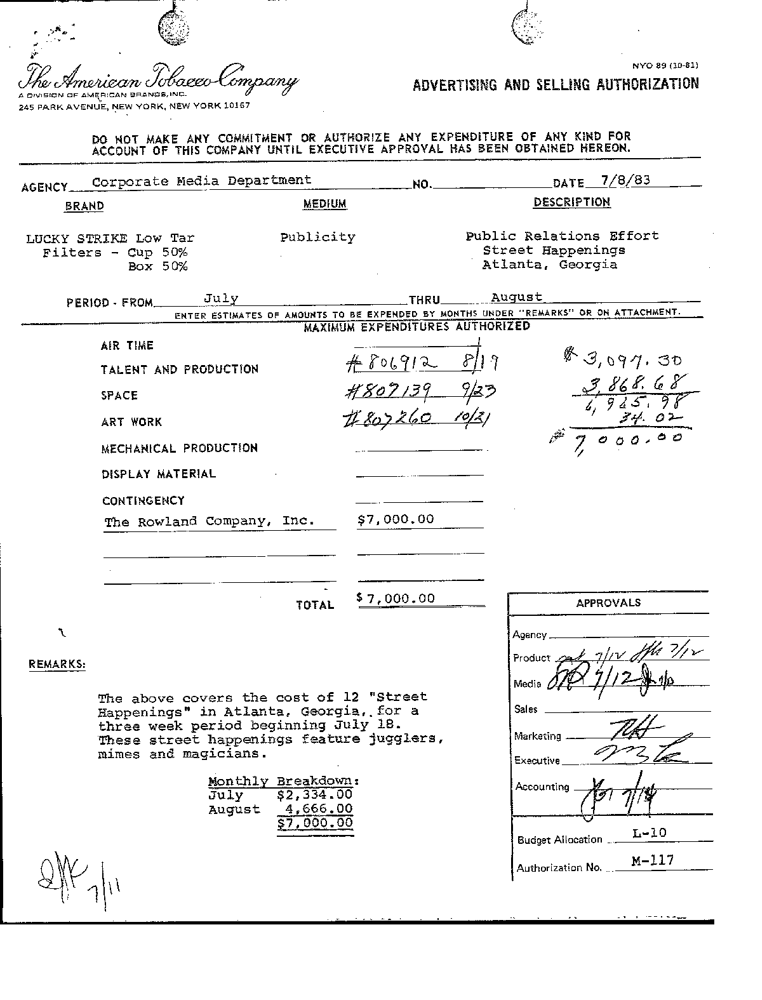 NYO 89 (10-81)
The American Tobacco Company
A DIVISION OF AMERICAN BRANDS, INC.
245 PARK AVENUE, NEW YORK, NEW YORK 10167
ADVERTISING AND SELLING AUTHORIZATION
DO NOT MAKE ANY COMMITMENT OR AUTHORIZE ANY EXPENDITURE OF ANY KIND FOR
ACCOUNT OF THIS COMPANY UNTIL EXECUTIVE APPROVAL HAS BEEN OBTAINED HEREON.
AGENCY Corporate Media Department NO. DATE 7/8/83
BRAND MEDIUM DESCRIPTION
LUCKY STRIKE Low Tar Publicity Public Relations Effort
Filters - Cup 50% Street Happenings
Box 50% Atlanta, Georgia
PERIOD - FROM July THRU August
ENTER ESTIMATES OF AMOUNTS TO BE EXPENDED BY MONTHS UNDER "REMARKS" OR ON ATTACHMENT.
MAXIMUM EXPENDITURES AUTHORIZED
AIR TIME
TALENT AND PRODUCTION #806912 8/19 $3,097.30
SPACE #807139 9/23 3,868.68
6,965.98
ART WORK #807260 10/21 34.02
MECHANICAL PRODUCTION $7,000.00
DISPLAY MATERIAL
CONTINGENCY
The Rowland Company, Inc. $7,000.00
TOTAL $7,000.00
APPROVALS
Agency
Product 7/12 7/12
REMARKS:
Media 7/12
Sales
The above covers the cost of 12 "Street
Happenings" in Atlanta, Georgia, for a
three week period beginning July 18.
These street happenings feature jugglers,
mimes and magicians.
Marketing
Executive
Monthly Breakdown:
July $2,334.00
August 4,666.00
$7,000.00
Accounting 7/14
Budget Allocation L-10
Authorization No. M-117
7/11